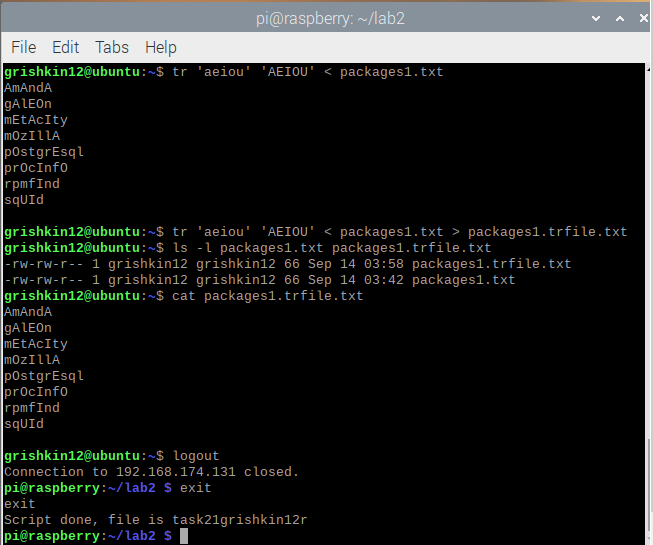 pi@raspberry: ~/lab2
File Edit Tabs Help
grishkin12@ubuntu:~$ tr 'aeiou' 'AEIOU' < packages1.txt
AmAndA
gAlEOn
mEtAcIty
mOzIllA
pOstgrEsql
prOcInfO
rpmfInd
sqUId
grishkin12@ubuntu:~$ tr 'aeiou' 'AEIOU' < packages1.txt > packages1.trfile.txt
grishkin12@ubuntu:~$ ls -l packages1.txt packages1.trfile.txt
-rw-rw-r-- 1 grishkin12 grishkin12 66 Sep 14 03:58 packages1.trfile.txt
-rw-rw-r-- 1 grishkin12 grishkin12 66 Sep 14 03:42 packages1.txt
grishkin12@ubuntu:~$ cat packages1.trfile.txt
AmAndA
gAlEOn
mEtAcIty
mOzIllA
pOstgrEsql
prOcInfO
rpmfInd
sqUId
grishkin12@ubuntu:~$ logout
Connection to 192.168.174.131 closed.
pi@raspberry:~/lab2 $ exit
exit
Script done, file is task21grishkin12r
pi@raspberry:~/lab2 $